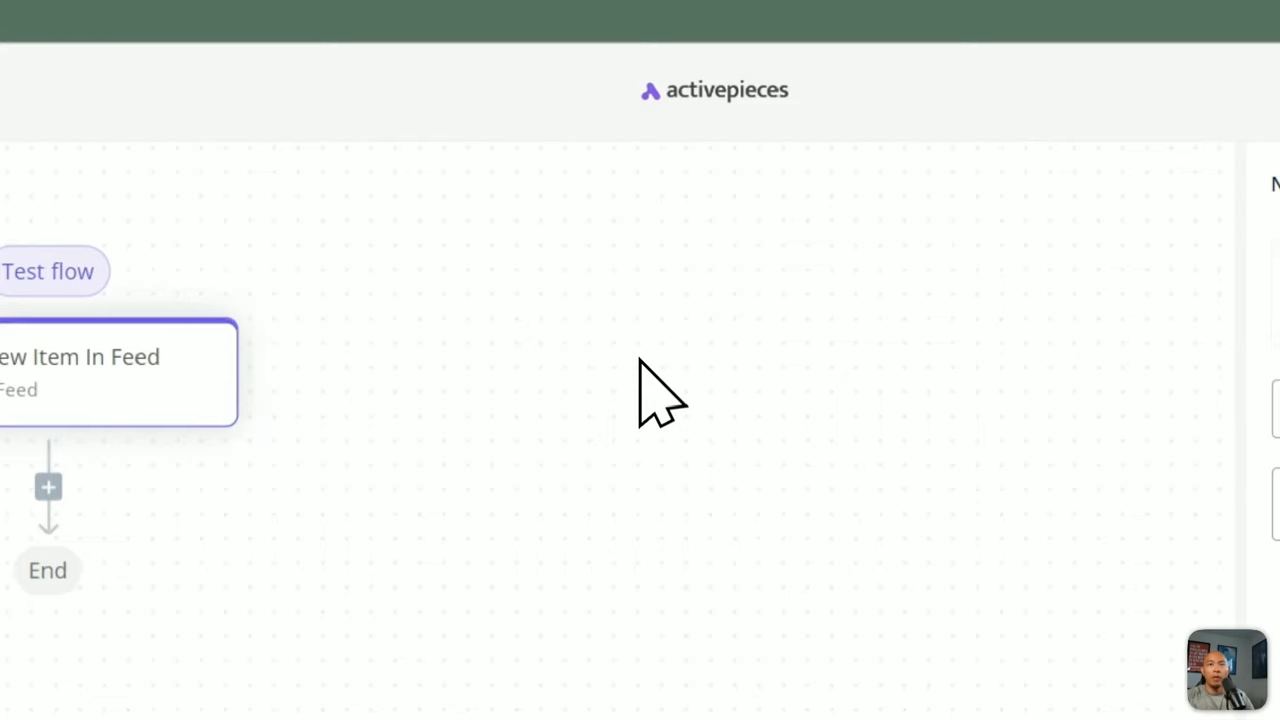 activepieces
Test flow
ew Item In Feed
Feed
End
N